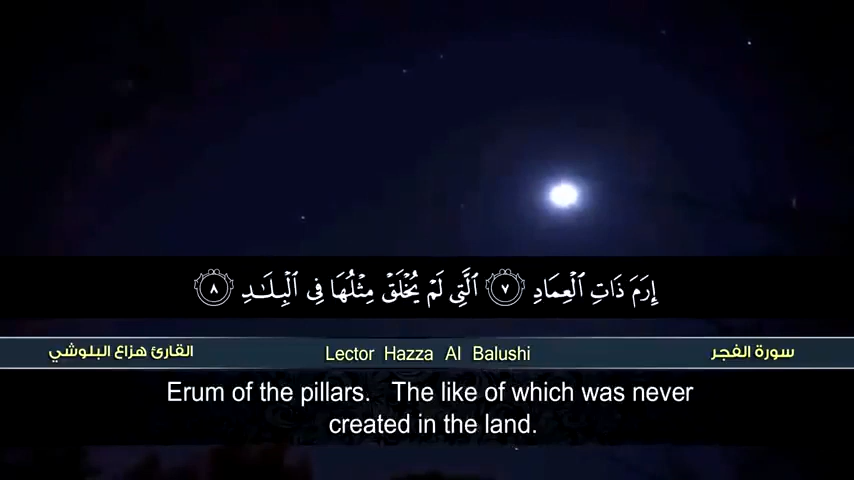 إِرَمَ ذَاتِ ٱلْعِمَادِ ٧ ٱلَّتِي لَمْ يُخْلَقْ مِثْلُهَا فِي ٱلْبِلَـٰدِ ٨
سورة الفجر Lector Hazza Al Balushi القارئ هزاع البلوشي
Erum of the pillars. The like of which was never
created in the land.